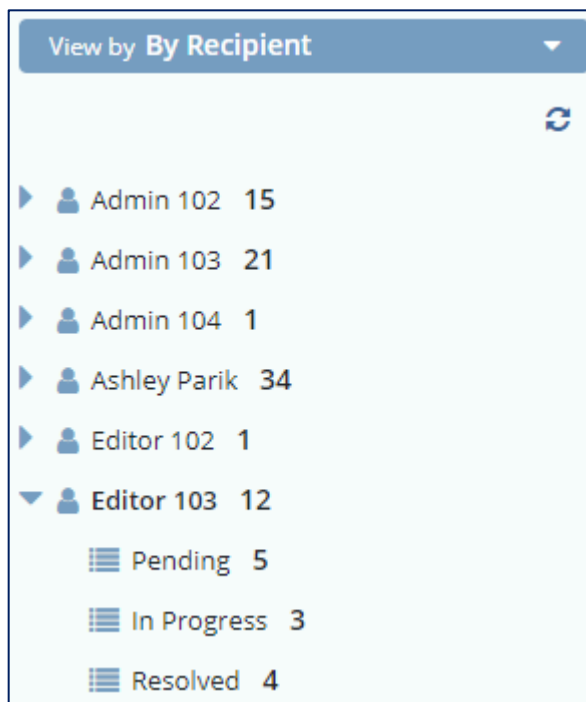 View by By Recipient
Admin 102 15
Admin 103 21
Admin 104 1
Ashley Parik 34
Editor 102 1
Editor 103 12
Pending 5
In Progress 3
Resolved 4